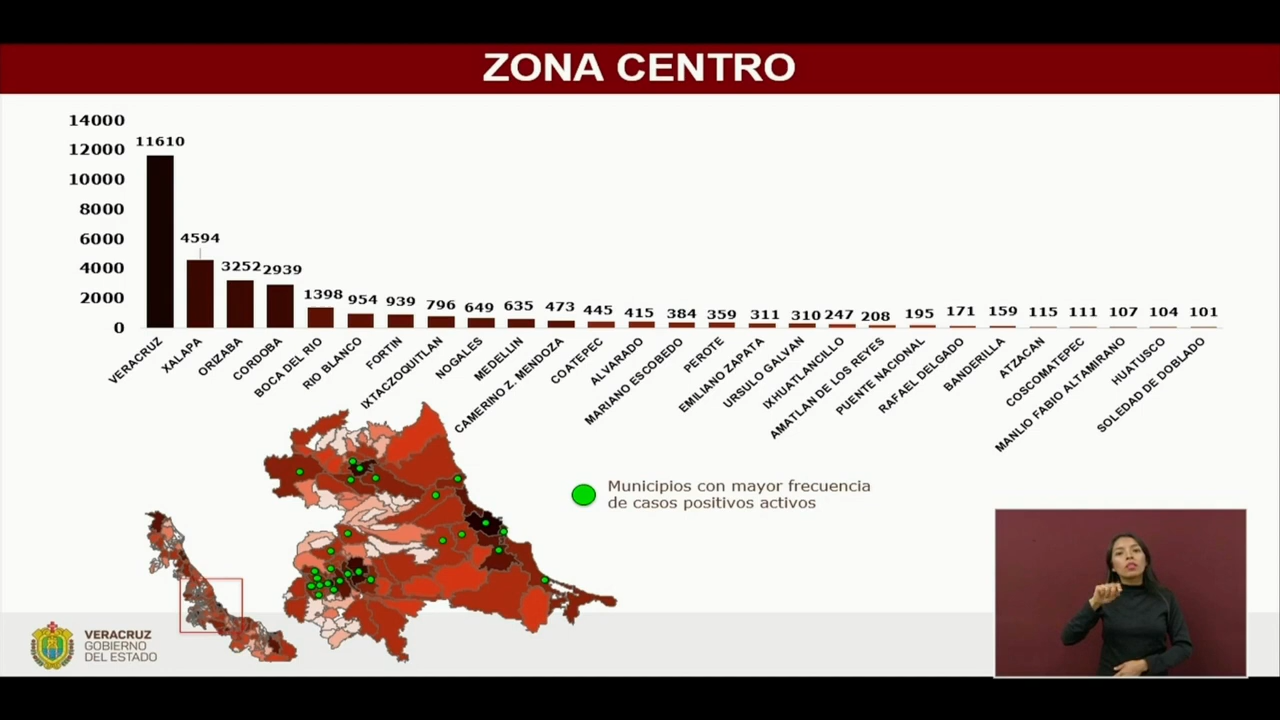 ZONA CENTRO
14000
12000
10000
8000
6000
4000
2000
0
11610
4594
3252
2939
1398
954
939
796
649
635
473
445
415
384
359
311
310
247
208
195
171
159
115
111
107
104
101
VERACRUZ
XALAPA
ORIZABA
CORDOBA
BOCA DEL RIO
RIO BLANCO
FORTIN
IXTACZOQUITLAN
NOGALES
MEDELLIN
CAMERINO Z. MENDOZA
COATEPEC
ALVARADO
MARIANO ESCOBEDO
PEROTE
EMILIANO ZAPATA
URSULO GALVAN
IXHUATLANCILLO
AMATLAN DE LOS REYES
PUENTE NACIONAL
RAFAEL DELGADO
BANDERILLA
ATZACAN
COSCOMATEPEC
MANLIO FABIO ALTAMIRANO
HUATUSCO
SOLEDAD DE DOBLADO
Municipios con mayor frecuencia
de casos positivos activos
VERACRUZ
GOBIERNO
DEL ESTADO